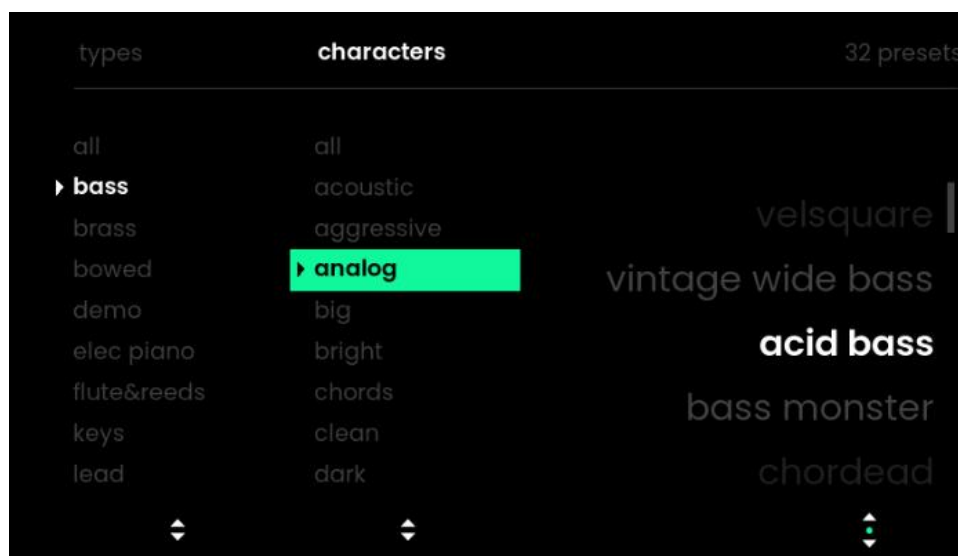 types characters 32 presets
all
bass
brass
bowed
demo
elec piano
flute&reeds
keys
lead
all
acoustic
aggressive
analog
big
bright
chords
clean
dark
velsquare
vintage wide bass
acid bass
bass monster
chordead